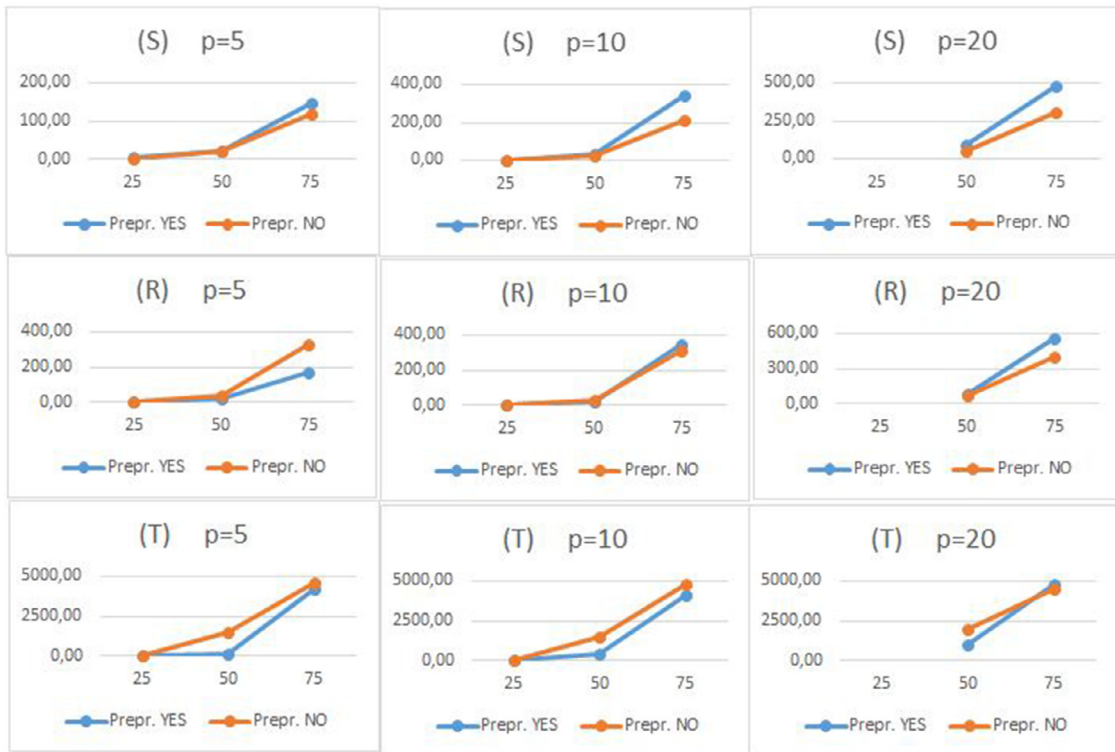 (S) p=5
200,00
100,00
0,00
25 50 75
Prepr. YES Prepr. NO
(S) p=10
400,00
200,00
0,00
25 50 75
Prepr. YES Prepr. NO
(S) p=20
500,00
250,00
0,00
25 50 75
Prepr. YES Prepr. NO
(R) p=5
400,00
200,00
0,00
25 50 75
Prepr. YES Prepr. NO
(R) p=10
400,00
200,00
0,00
25 50 75
Prepr. YES Prepr. NO
(R) p=20
600,00
300,00
0,00
25 50 75
Prepr. YES Prepr. NO
(T) p=5
5000,00
2500,00
0,00
25 50 75
Prepr. YES Prepr. NO
(T) p=10
5000,00
2500,00
0,00
25 50 75
Prepr. YES Prepr. NO
(T) p=20
5000,00
2500,00
0,00
25 50 75
Prepr. YES Prepr. NO